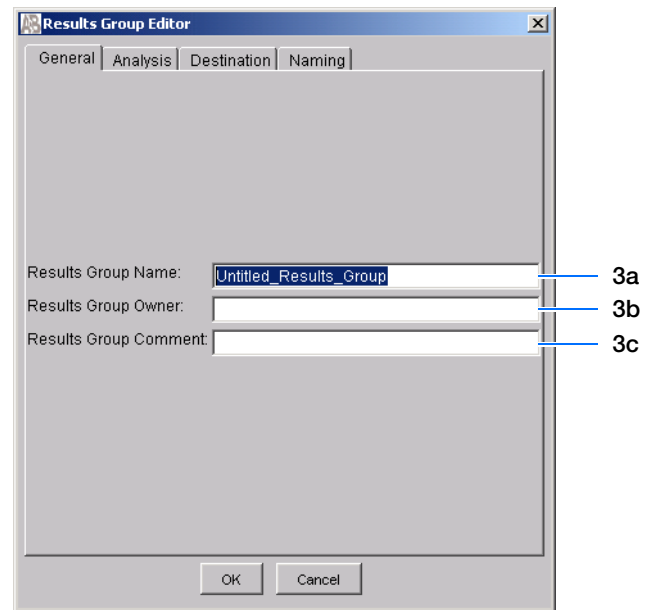 AB Results Group Editor
General Analysis Destination Naming
Results Group Name: Untitled_Results_Group 3a
Results Group Owner: 3b
Results Group Comment: 3c
OK Cancel